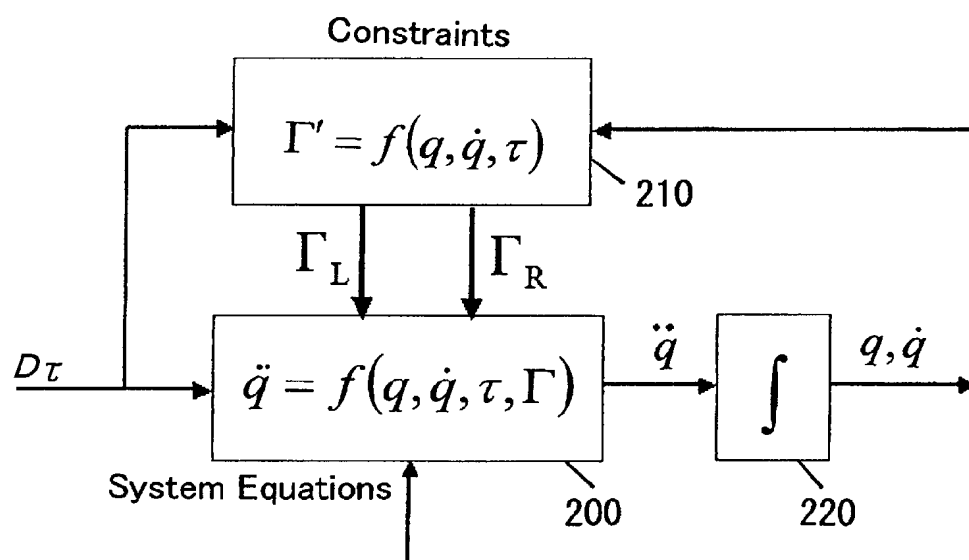 Constraints
Γ' = f(q, q̇, τ)
210
Γ_L
Γ_R
Dτ
q̈ = f(q, q̇, τ, Γ)
q̈
∫
q, q̇
System Equations
200
220